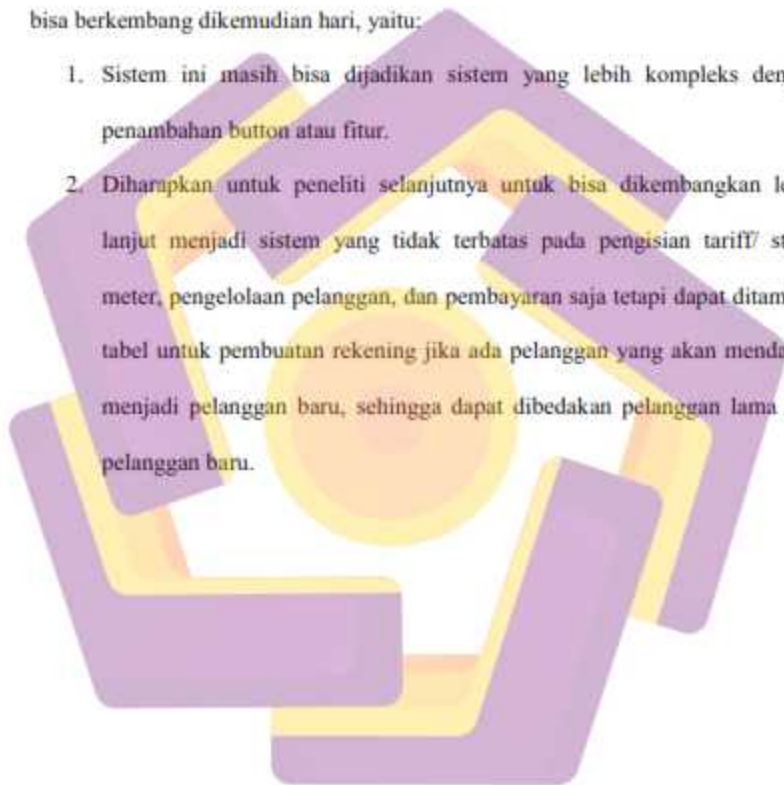 bisa berkembang dikemudian hari, yaitu:
1. Sistem ini masih bisa dijadikan sistem yang lebih kompleks den
penambahan button atau fitur.
2. Diharapkan untuk peneliti selanjutnya untuk bisa dikembangkan le
lanjut menjadi sistem yang tidak terbatas pada pengisian tariff/ st
meter, pengelolaan pelanggan, dan pembayaran saja tetapi dapat ditam
tabel untuk pembuatan rekening jika ada pelanggan yang akan menda
menjadi pelanggan baru, sehingga dapat dibedakan pelanggan lama
pelanggan baru.